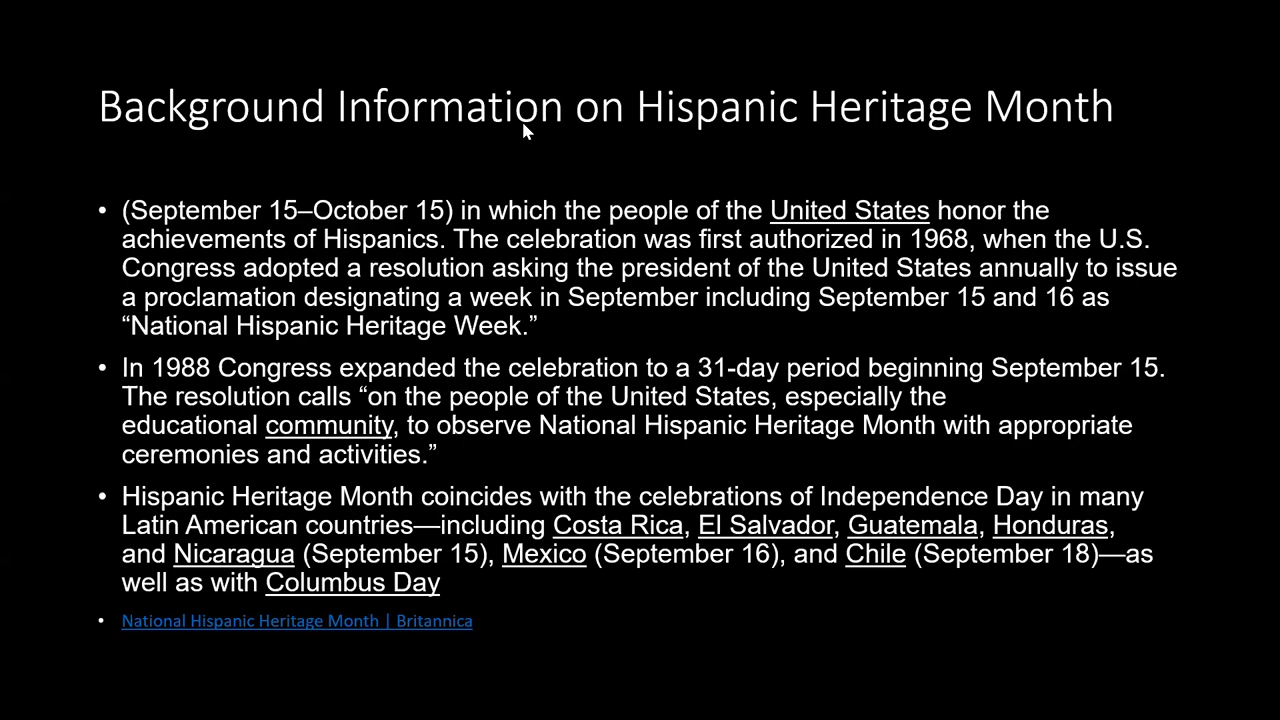 Background Information on Hispanic Heritage Month
• (September 15–October 15) in which the people of the United States honor the
achievements of Hispanics. The celebration was first authorized in 1968, when the U.S.
Congress adopted a resolution asking the president of the United States annually to issue
a proclamation designating a week in September including September 15 and 16 as
“National Hispanic Heritage Week.”
• In 1988 Congress expanded the celebration to a 31-day period beginning September 15.
The resolution calls “on the people of the United States, especially the
educational community, to observe National Hispanic Heritage Month with appropriate
ceremonies and activities.”
• Hispanic Heritage Month coincides with the celebrations of Independence Day in many
Latin American countries—including Costa Rica, El Salvador, Guatemala, Honduras,
and Nicaragua (September 15), Mexico (September 16), and Chile (September 18)—as
well as with Columbus Day
• National Hispanic Heritage Month | Britannica